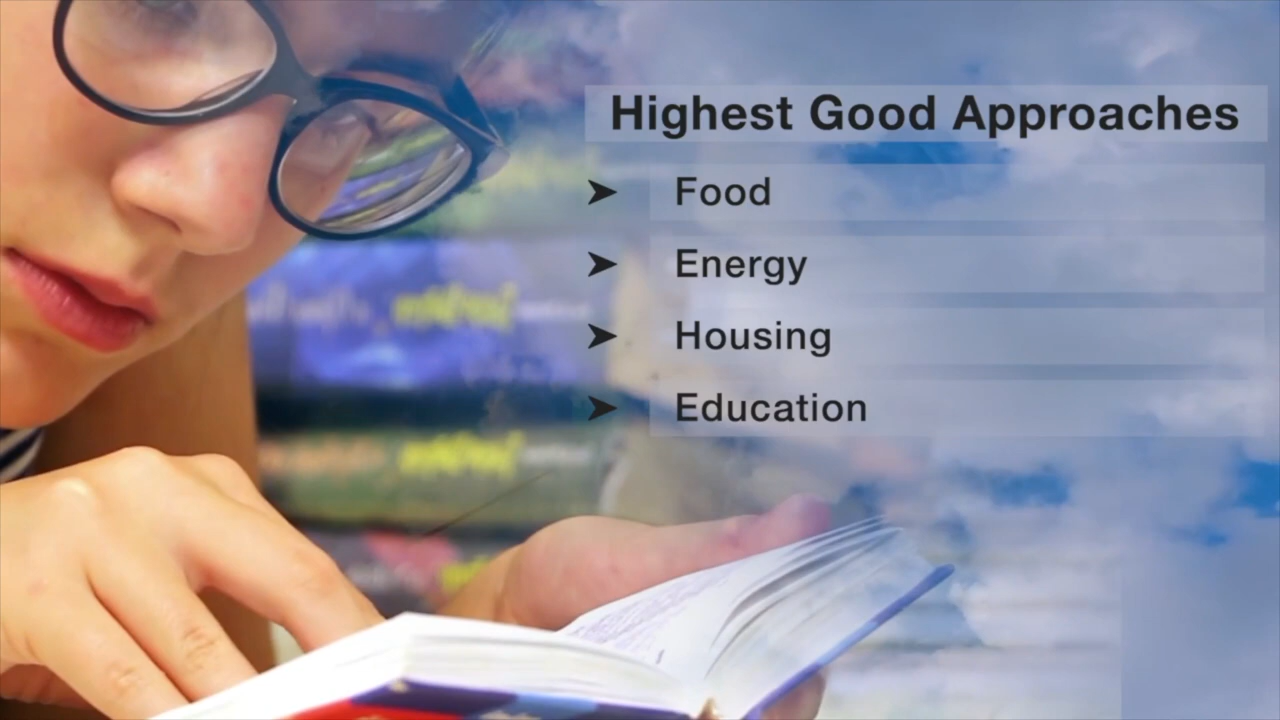 Highest Good Approaches
➤ Food
➤ Energy
➤ Housing
➤ Education